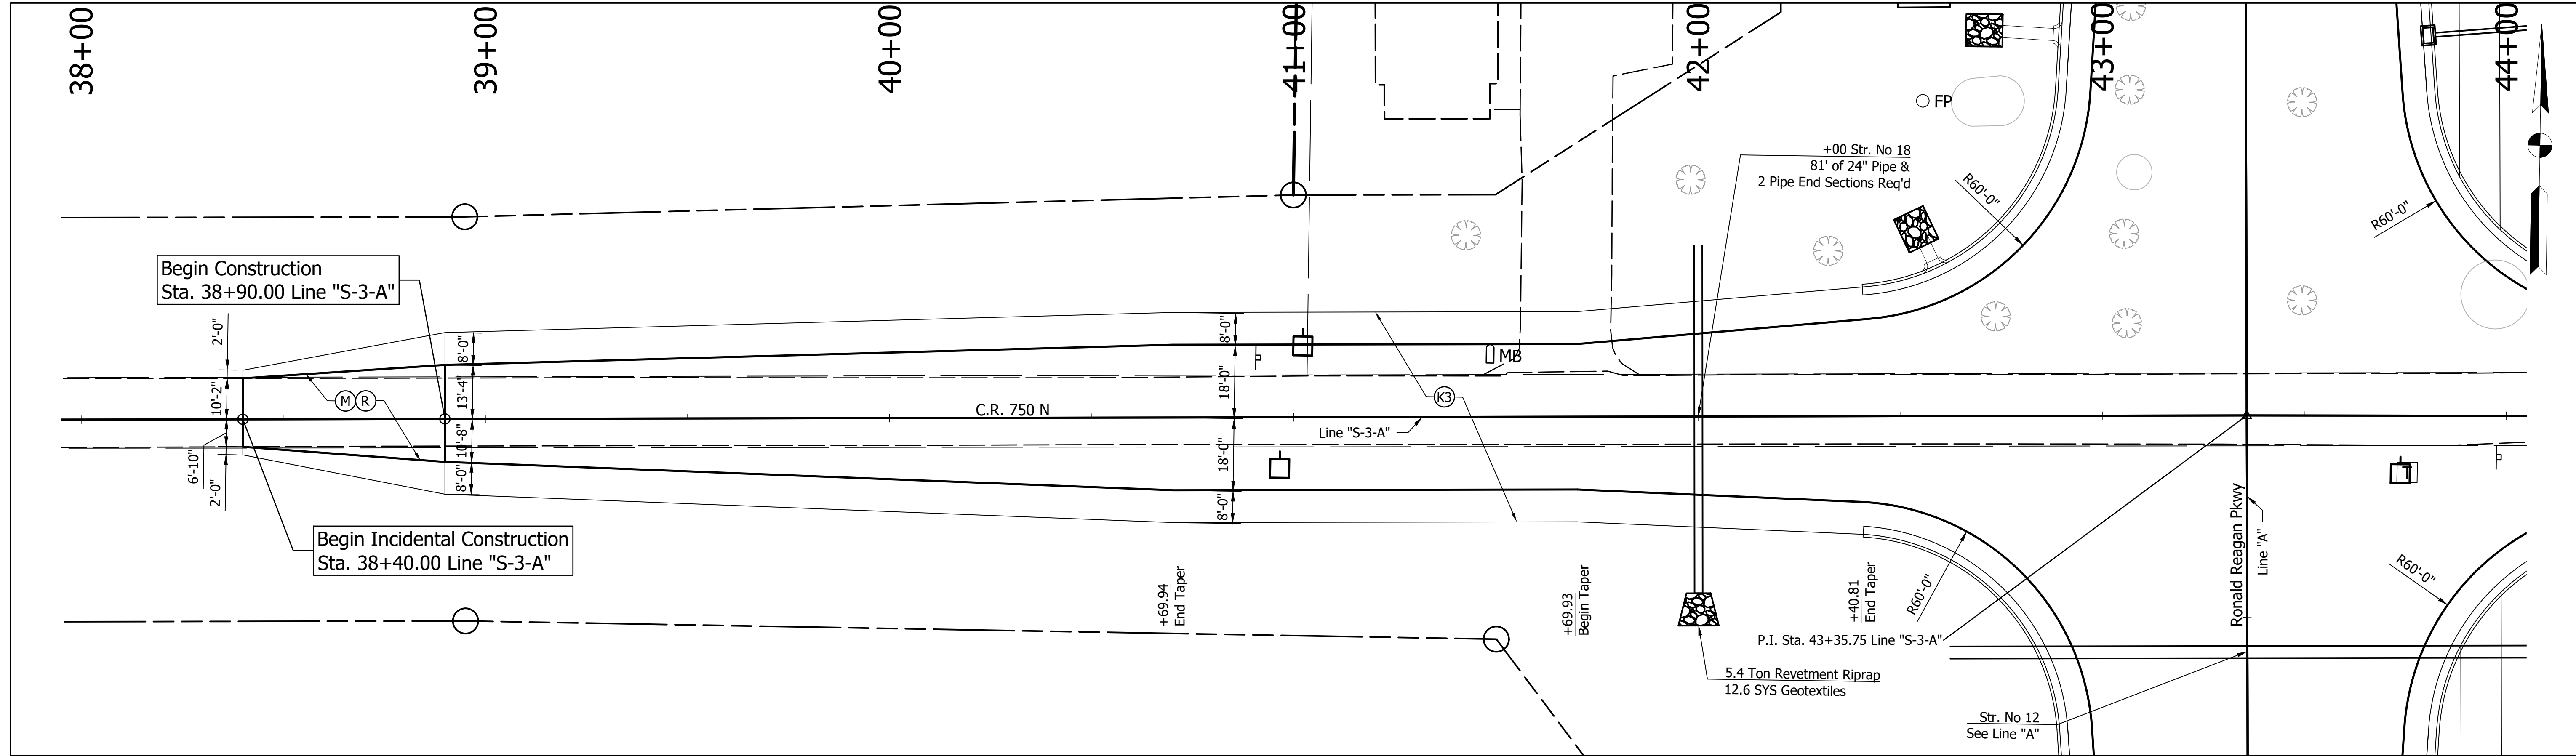 38+00
39+00
40+00
41+00
42+00
43+00
44+00
FP
+00 Str. No 18
81' of 24" Pipe &
2 Pipe End Sections Req'd
R60'-0"
R60'-0"
Begin Construction
Sta. 38+90.00 Line "S-3-A"
2'-0"
10'-2"
6'-10"
2'-0"
M
R
8'-0"
13'-4"
10'-8"
8'-0"
8'-0"
18'-0"
18'-0"
8'-0"
MB
K3
C.R. 750 N
Line "S-3-A"
T
Begin Incidental Construction
Sta. 38+40.00 Line "S-3-A"
+69.94
End Taper
+69.93
Begin Taper
+40.81
End Taper
R60'-0"
R60'-0"
Ronald Reagan Pkwy
Line "A"
P.I. Sta. 43+35.75 Line "S-3-A"
5.4 Ton Revetment Riprap
12.6 SYS Geotextiles
Str. No 12
See Line "A"